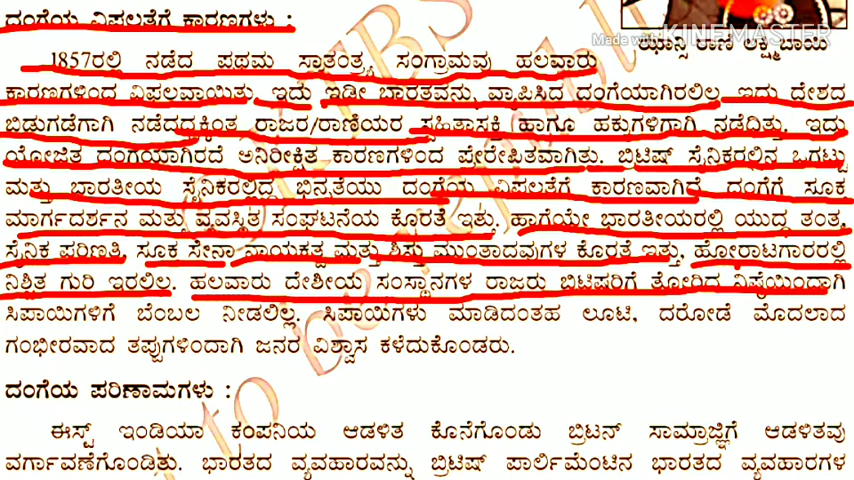 ದಂಗೆಯ ವಿಫಲತೆಗೆ ಕಾರಣಗಳು :
Made with KINEMASTER
ಝಾನ್ಸಿ ರಾಣಿ ಲಕ್ಷ್ಮಿಬಾಯಿ
1857ರಲ್ಲಿ ನಡೆದ ಪ್ರಥಮ ಸ್ವಾತಂತ್ರ್ಯ ಸಂಗ್ರಾಮವು ಹಲವಾರು
ಕಾರಣಗಳಿಂದ ವಿಫಲವಾಯಿತು. ಇದು ಇಡೀ ಭಾರತವನ್ನು ವ್ಯಾಪಿಸಿದ ದಂಗೆಯಾಗಿರಲಿಲ್ಲ. ಇದು ದೇಶದ
ಬಿಡುಗಡೆಗಾಗಿ ನಡೆದದ್ದಕ್ಕಿಂತ ರಾಜರ/ರಾಣಿಯರ ಸ್ವಹಿತಾಸಕ್ತಿ ಹಾಗೂ ಹಕ್ಕುಗಳಿಗಾಗಿ ನಡೆದಿತ್ತು. ಇದು
ಯೋಜಿತ ದಂಗೆಯಾಗಿರದೆ ಅನಿರೀಕ್ಷಿತ ಕಾರಣಗಳಿಂದ ಪ್ರೇರೇಪಿತವಾಗಿತ್ತು. ಬ್ರಿಟಿಷ್ ಸೈನಿಕರಲ್ಲಿನ ಒಗ್ಗಟ್ಟು
ಮತ್ತು ಭಾರತೀಯ ಸೈನಿಕರಲ್ಲಿದ್ದ ಭಿನ್ನತೆಯು ದಂಗೆಯ ವಿಫಲತೆಗೆ ಕಾರಣವಾಗಿದೆ. ದಂಗೆಗೆ ಸೂಕ್ತ
ಮಾರ್ಗದರ್ಶನ ಮತ್ತು ವ್ಯವಸ್ಥಿತ ಸಂಘಟನೆಯ ಕೊರತೆ ಇತ್ತು. ಹಾಗೆಯೇ ಭಾರತೀಯರಲ್ಲಿ ಯುದ್ಧ ತಂತ್ರ,
ಸೈನಿಕ ಪರಿಣತಿ, ಸೂಕ್ತ ಸೇನಾ ನಾಯಕತ್ವ ಮತ್ತು ಶಿಸ್ತು ಮುಂತಾದವುಗಳ ಕೊರತೆ ಇತ್ತು. ಹೋರಾಟಗಾರರಲ್ಲಿ
ನಿಶ್ಚಿತ ಗುರಿ ಇರಲಿಲ್ಲ. ಹಲವಾರು ದೇಶೀಯ ಸಂಸ್ಥಾನಗಳ ರಾಜರು ಬ್ರಿಟಿಷರಿಗೆ ತೋರಿದ ನಿಷ್ಠೆಯಿಂದಾಗಿ
ಸಿಪಾಯಿಗಳಿಗೆ ಬೆಂಬಲ ನೀಡಲಿಲ್ಲ. ಸಿಪಾಯಿಗಳು ಮಾಡಿದಂತಹ ಲೂಟಿ, ದರೋಡೆ ಮೊದಲಾದ
ಗಂಭೀರವಾದ ತಪ್ಪುಗಳಿಂದಾಗಿ ಜನರ ವಿಶ್ವಾಸ ಕಳೆದುಕೊಂಡರು.
ದಂಗೆಯ ಪರಿಣಾಮಗಳು :
ಈಸ್ಟ್ ಇಂಡಿಯಾ ಕಂಪನಿಯ ಆಡಳಿತ ಕೊನೆಗೊಂಡು ಬ್ರಿಟನ್ ಸಾಮ್ರಾಜ್ಞಿಗೆ ಆಡಳಿತವು
ವರ್ಗಾವಣೆಗೊಂಡಿತು. ಭಾರತದ ವ್ಯವಹಾರವನ್ನು ಬ್ರಿಟಿಷ್ ಪಾರ್ಲಿಮೆಂಟಿನ ಭಾರತದ ವ್ಯವಹಾರಗಳ